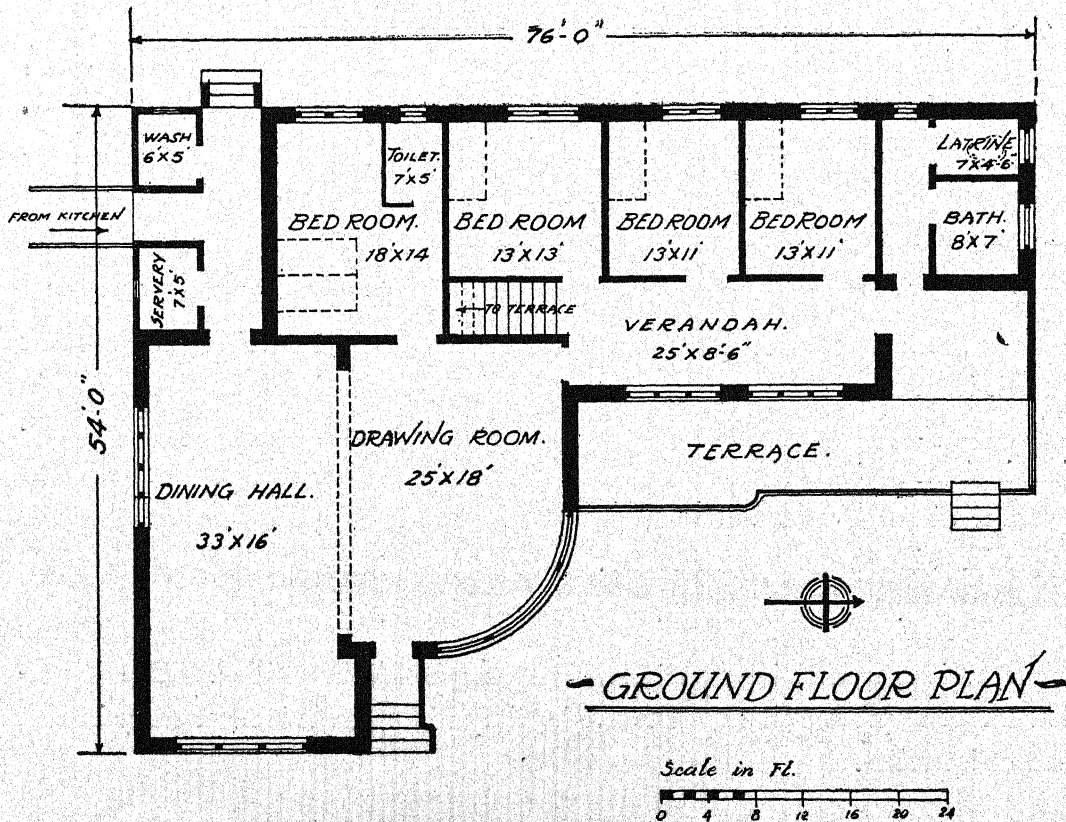 76'-0"
WASH
6'X5'
TOILET.
7'X5'
LATRINE
7'X4'-6"
FROM KITCHEN
BED ROOM.
18'X14
BED ROOM
13'X13'
BED ROOM
13'X11'
BED ROOM
13'X11'
BATH.
8'X7'
SERVERY
7'X5'
TO TERRACE
VERANDAH.
25'X8'-6"
54'-0"
DRAWING ROOM.
25'X18'
TERRACE.
DINING HALL.
33'X16'
GROUND FLOOR PLAN
Scale in Ft.
0 4 8 12 16 20 24